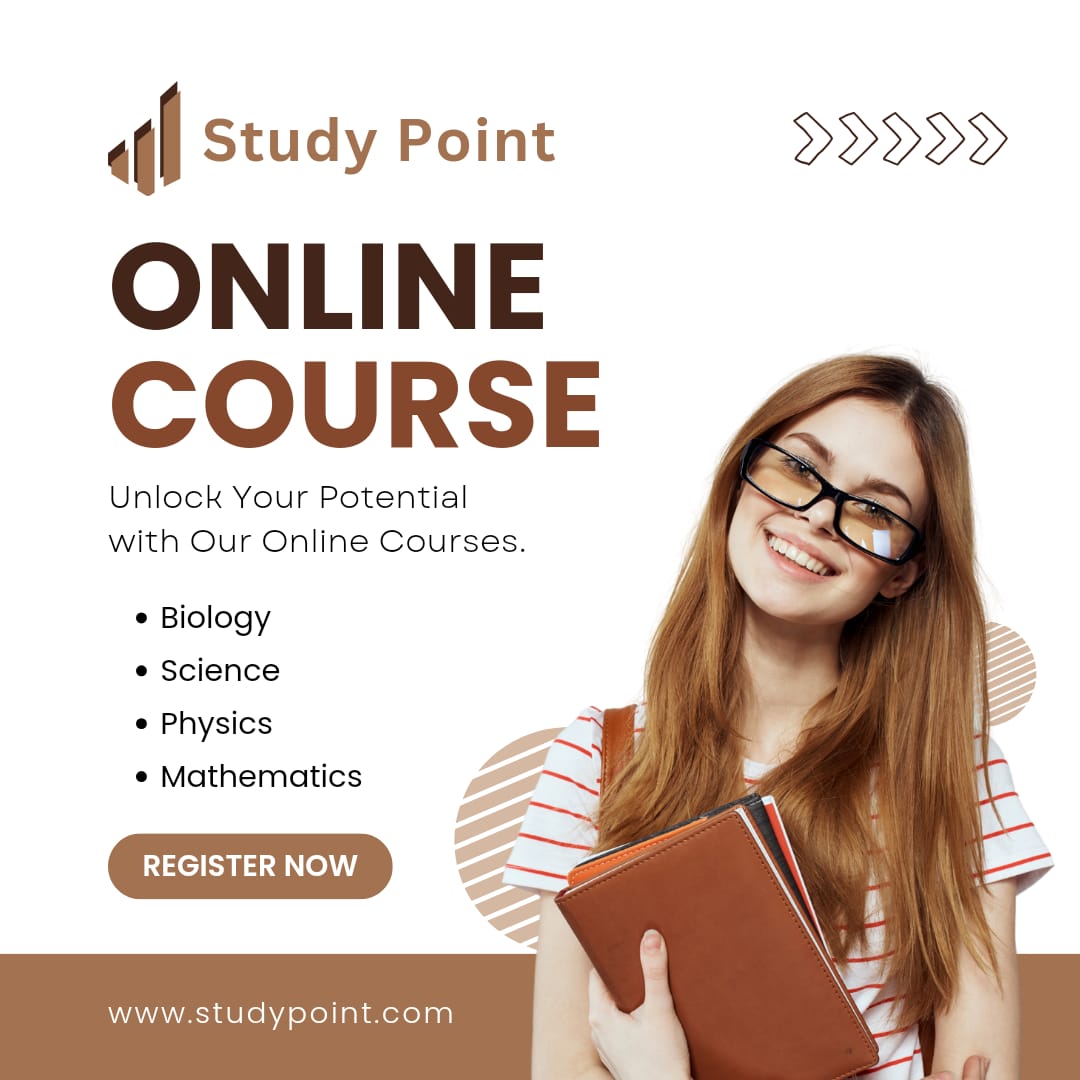 Study Point
ONLINE
COURSE
Unlock Your Potential
with Our Online Courses.
Biology
Science
Physics
Mathematics
REGISTER NOW
www.studypoint.com